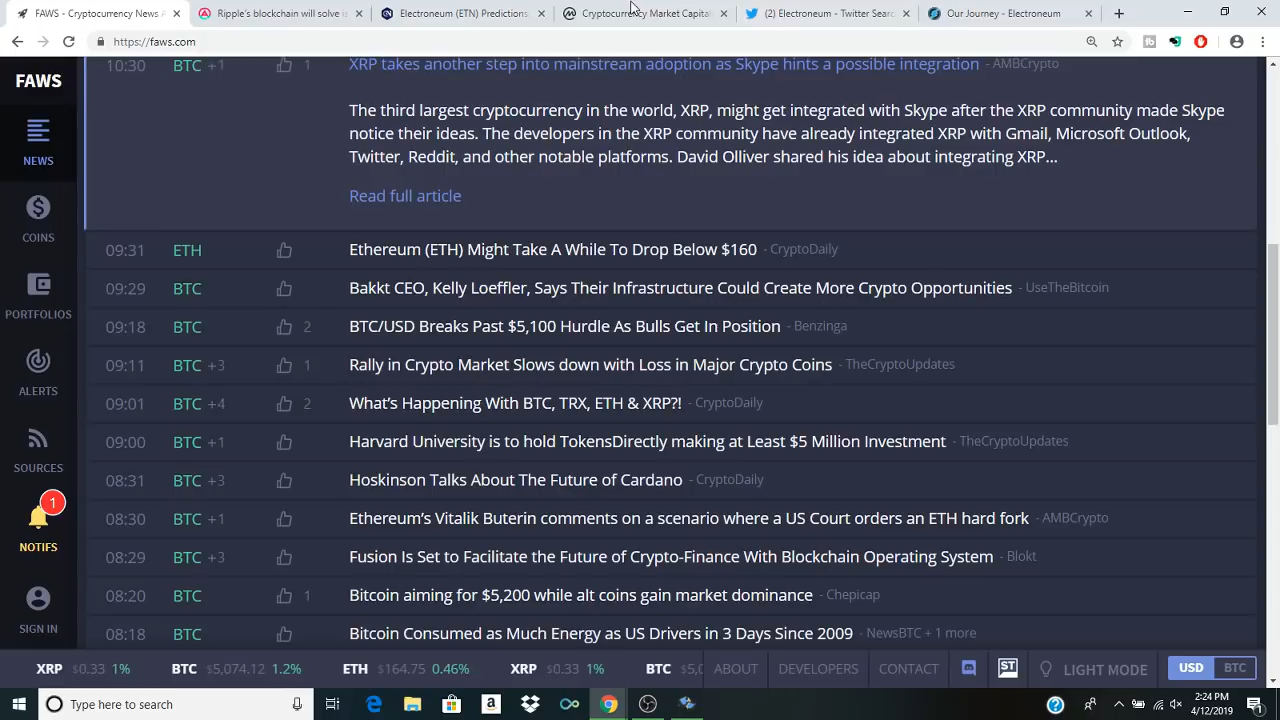 FAWS - Cryptocurrency News A
Ripple's blockchain will solve is
Electroneum (ETN) Predictions
Cryptocurrency Market Capital
(2) Electroneum - Twitter Searc
Our Journey - Electroneum
https://faws.com
FAWS
NEWS
COINS
PORTFOLIOS
ALERTS
SOURCES
1
NOTIFS
SIGN IN
10:30 BTC +1 1 XRP takes another step into mainstream adoption as Skype hints a possible integration - AMBCrypto
The third largest cryptocurrency in the world, XRP, might get integrated with Skype after the XRP community made Skype
notice their ideas. The developers in the XRP community have already integrated XRP with Gmail, Microsoft Outlook,
Twitter, Reddit, and other notable platforms. David Olliver shared his idea about integrating XRP...
Read full article
09:31 ETH Ethereum (ETH) Might Take A While To Drop Below $160 - CryptoDaily
09:29 BTC Bakkt CEO, Kelly Loeffler, Says Their Infrastructure Could Create More Crypto Opportunities - UseTheBitcoin
09:18 BTC 2 BTC/USD Breaks Past $5,100 Hurdle As Bulls Get In Position - Benzinga
09:11 BTC +3 1 Rally in Crypto Market Slows down with Loss in Major Crypto Coins - TheCryptoUpdates
09:01 BTC +4 2 What's Happening With BTC, TRX, ETH & XRP?! - CryptoDaily
09:00 BTC +1 Harvard University is to hold TokensDirectly making at Least $5 Million Investment - TheCryptoUpdates
08:31 BTC +3 Hoskinson Talks About The Future of Cardano - CryptoDaily
08:30 BTC +1 Ethereum's Vitalik Buterin comments on a scenario where a US Court orders an ETH hard fork - AMBCrypto
08:29 BTC +3 Fusion Is Set to Facilitate the Future of Crypto-Finance With Blockchain Operating System - Blokt
08:20 BTC 1 Bitcoin aiming for $5,200 while alt coins gain market dominance - Chepicap
08:18 BTC Bitcoin Consumed as Much Energy as US Drivers in 3 Days Since 2009 - NewsBTC + 1 more
XRP $0.33 1% BTC $5,074.12 1.2% ETH $164.75 0.46% XRP $0.33 1% BTC $5,0 ABOUT DEVELOPERS CONTACT ST LIGHT MODE USD BTC
Type here to search
2:24 PM
4/12/2019